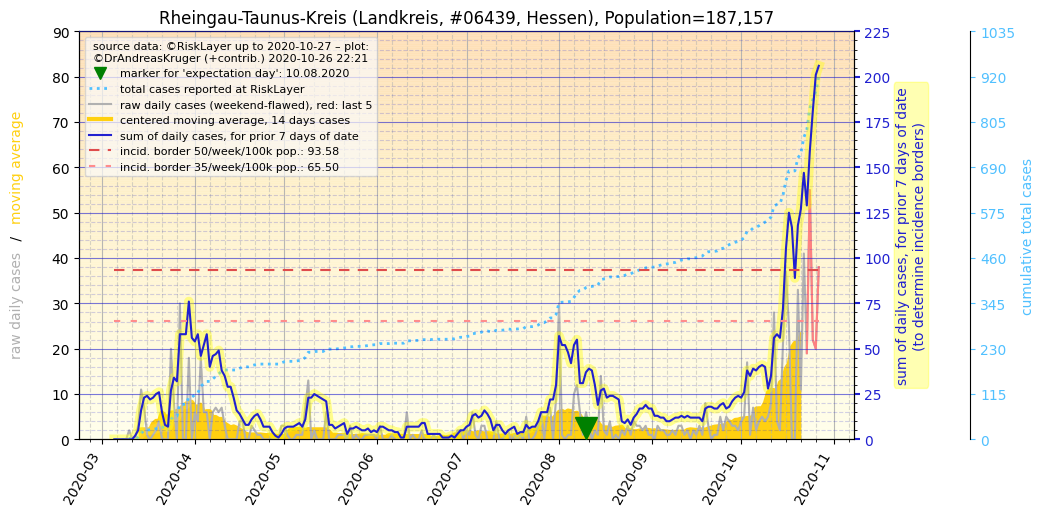 Rheingau-Taunus-Kreis (Landkreis, #06439, Hessen), Population=187,157
source data: ©RiskLayer up to 2020-10-27 – plot:
©DrAndreasKruger (+contrib.) 2020-10-26 22:21
marker for 'expectation day': 10.08.2020
total cases reported at RiskLayer
raw daily cases (weekend-flawed), red: last 5
centered moving average, 14 days cases
sum of daily cases, for prior 7 days of date
incid. border 50/week/100k pop.: 93.58
incid. border 35/week/100k pop.: 65.50
raw daily cases / moving average
90
80
70
60
50
40
30
20
10
0
2020-03
2020-04
2020-05
2020-06
2020-07
2020-08
2020-09
2020-10
2020-11
225
200
175
150
125
100
75
50
25
0
sum of daily cases, for prior 7 days of date
(to determine incidence borders)
1035
920
805
690
575
460
345
230
115
0
cumulative total cases